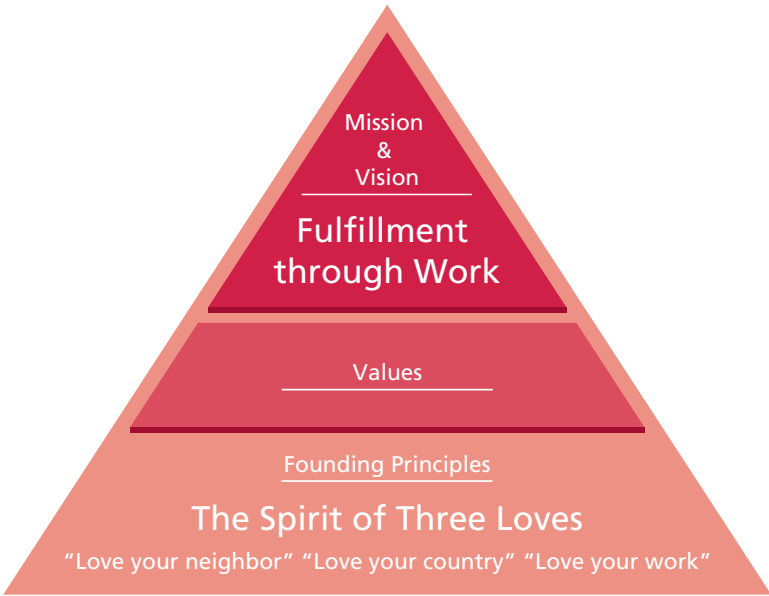 Mission
&
Vision
Fulfillment
through Work
Values
Founding Principles
The Spirit of Three Loves
“Love your neighbor” “Love your country” “Love your work”